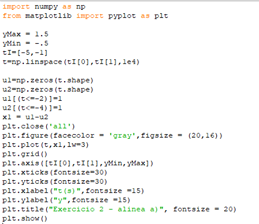 import numpy as np
from matplotlib import pyplot as plt
yMax = 1.5
yMin = -.5
tI=[-5,-1]
t=np.linspace(tI[0],tI[1],1e4)
u1=np.zeros(t.shape)
u2=np.zeros(t.shape)
u1[(t<=-2)]=1
u2[(t<=-4)]=1
x1 = u1-u2
plt.close('all')
plt.figure(facecolor = 'gray',figsize = (20,16))
plt.plot(t,x1,lw=3)
plt.grid()
plt.axis([tI[0],tI[1],yMin,yMax])
plt.xticks(fontsize=30)
plt.yticks(fontsize=30)
plt.xlabel("t(s)",fontsize =15)
plt.ylabel("y",fontsize =15)
plt.title("Exercicio 2 - alinea a)", fontsize = 20)
plt.show()